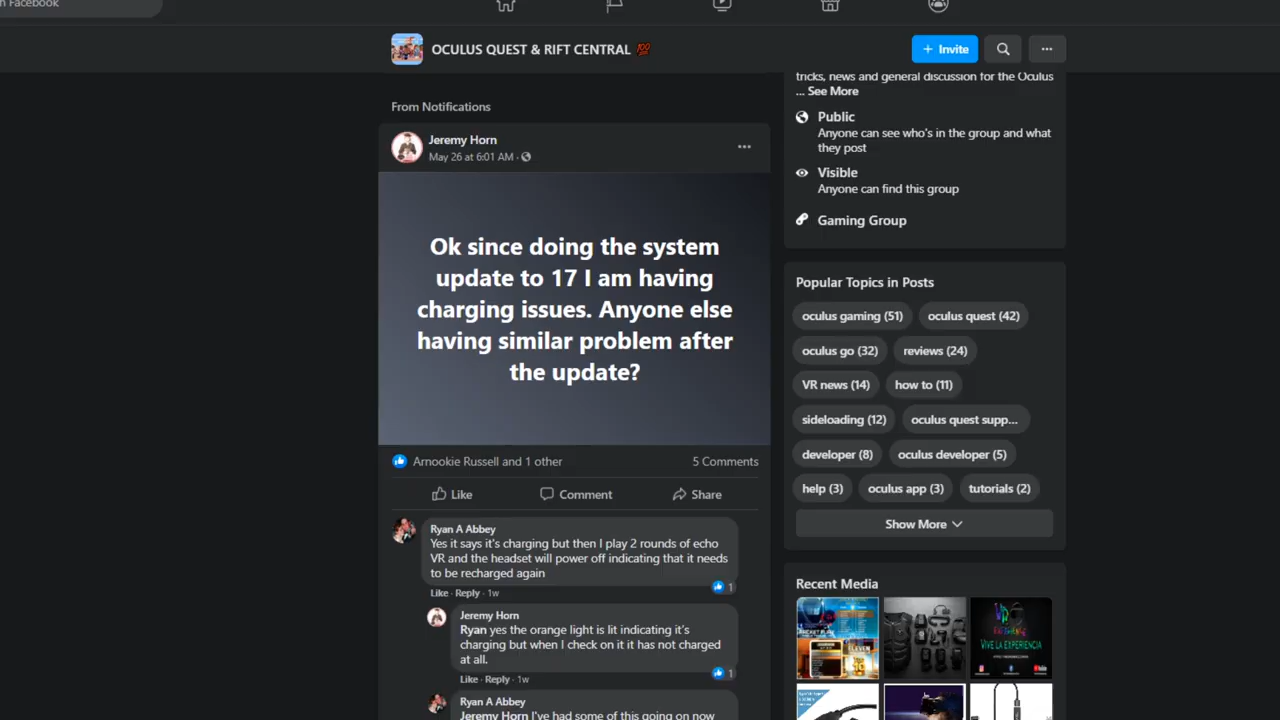 n Facebook
OCULUS QUEST & RIFT CENTRAL 💯
+ Invite
From Notifications
Jeremy Horn
May 26 at 6:01 AM ·
Ok since doing the system
update to 17 I am having
charging issues. Anyone else
having similar problem after
the update?
Arnookie Russell and 1 other
5 Comments
Like
Comment
Share
Ryan A Abbey
Yes it says it's charging but then I play 2 rounds of echo
VR and the headset will power off indicating that it needs
to be recharged again
1
Like · Reply · 1w
Jeremy Horn
Ryan yes the orange light is lit indicating it's
charging but when I check on it it has not charged
at all.
1
Like · Reply · 1w
Ryan A Abbey
Jeremy Horn I've had some of this going on now
tricks, news and general discussion for the Oculus
... See More
Public
Anyone can see who's in the group and what
they post
Visible
Anyone can find this group
Gaming Group
Popular Topics in Posts
oculus gaming (51)
oculus quest (42)
oculus go (32)
reviews (24)
VR news (14)
how to (11)
sideloading (12)
oculus quest supp...
developer (8)
oculus developer (5)
help (3)
oculus app (3)
tutorials (2)
Show More
Recent Media
VIVE LA EXPERIENCIA